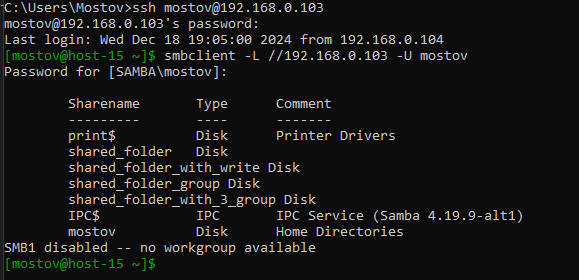 C:\Users\Mostov>ssh mostov@192.168.0.103
mostov@192.168.0.103's password:
Last login: Wed Dec 18 19:05:00 2024 from 192.168.0.104
[mostov@host-15 ~]$ smbclient -L //192.168.0.103 -U mostov
Password for [SAMBA\mostov]:
Sharename Type Comment
--------- ---- -------
print$ Disk Printer Drivers
shared_folder Disk
shared_folder_with_write Disk
shared_folder_group Disk
shared_folder_with_3_group Disk
IPC$ IPC IPC Service (Samba 4.19.9-alt1)
mostov Disk Home Directories
SMB1 disabled -- no workgroup available
[mostov@host-15 ~]$